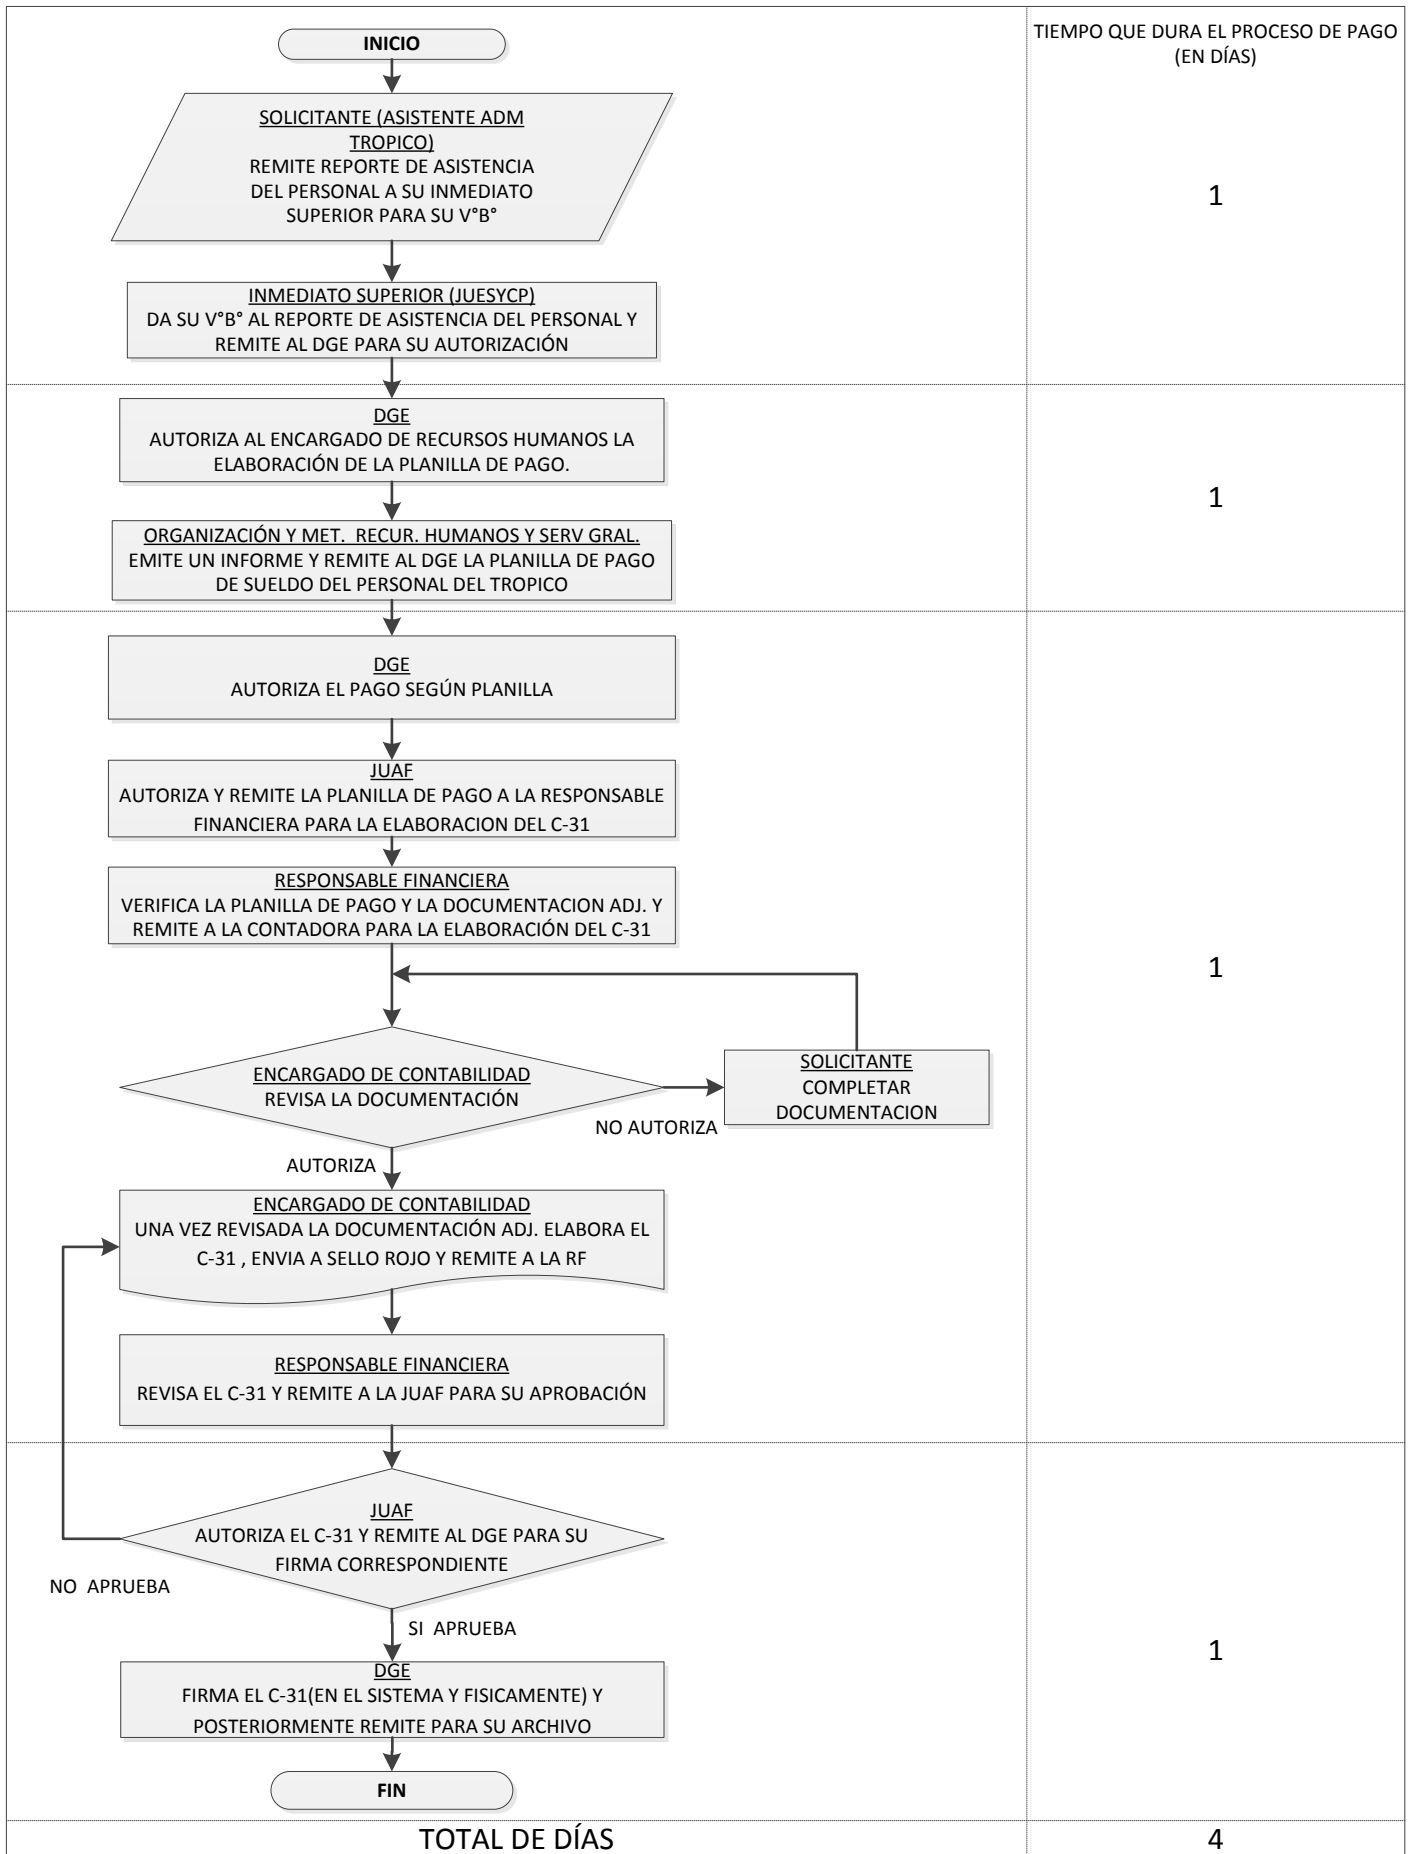 INICIO
TIEMPO QUE DURA EL PROCESO DE PAGO
(EN DÍAS)
SOLICITANTE (ASISTENTE ADM
TROPICO)
REMITE REPORTE DE ASISTENCIA
DEL PERSONAL A SU INMEDIATO
SUPERIOR PARA SU V°B°
1
INMEDIATO SUPERIOR (JUESYCP)
DA SU V°B° AL REPORTE DE ASISTENCIA DEL PERSONAL Y
REMITE AL DGE PARA SU AUTORIZACIÓN
DGE
AUTORIZA AL ENCARGADO DE RECURSOS HUMANOS LA
ELABORACIÓN DE LA PLANILLA DE PAGO.
1
ORGANIZACIÓN Y MET.  RECUR. HUMANOS Y SERV GRAL.
EMITE UN INFORME Y REMITE AL DGE LA PLANILLA DE PAGO
DE SUELDO DEL PERSONAL DEL TROPICO
DGE
AUTORIZA EL PAGO SEGÚN PLANILLA
JUAF
AUTORIZA Y REMITE LA PLANILLA DE PAGO A LA RESPONSABLE
FINANCIERA PARA LA ELABORACION DEL C-31
RESPONSABLE FINANCIERA
VERIFICA LA PLANILLA DE PAGO Y LA DOCUMENTACION ADJ. Y
REMITE A LA CONTADORA PARA LA ELABORACIÓN DEL C-31
1
ENCARGADO DE CONTABILIDAD
REVISA LA DOCUMENTACIÓN
SOLICITANTE
COMPLETAR
DOCUMENTACION
NO AUTORIZA
AUTORIZA
ENCARGADO DE CONTABILIDAD
UNA VEZ REVISADA LA DOCUMENTACIÓN ADJ. ELABORA EL
C-31 , ENVIA A SELLO ROJO Y REMITE A LA RF
RESPONSABLE FINANCIERA
REVISA EL C-31 Y REMITE A LA JUAF PARA SU APROBACIÓN
JUAF
AUTORIZA EL C-31 Y REMITE AL DGE PARA SU
FIRMA CORRESPONDIENTE
NO  APRUEBA
SI  APRUEBA
1
DGE
FIRMA EL C-31(EN EL SISTEMA Y FISICAMENTE) Y
POSTERIORMENTE REMITE PARA SU ARCHIVO
FIN
TOTAL DE DÍAS
4